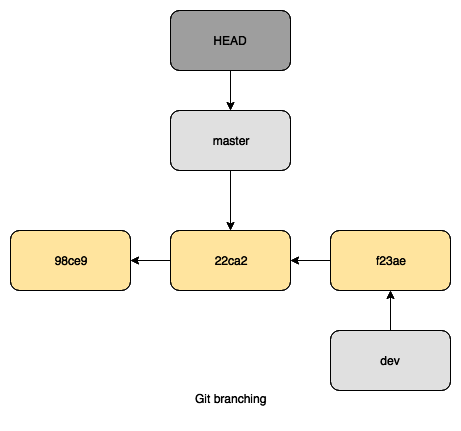 HEAD
master
98ce9
22ca2
f23ae
dev
Git branching